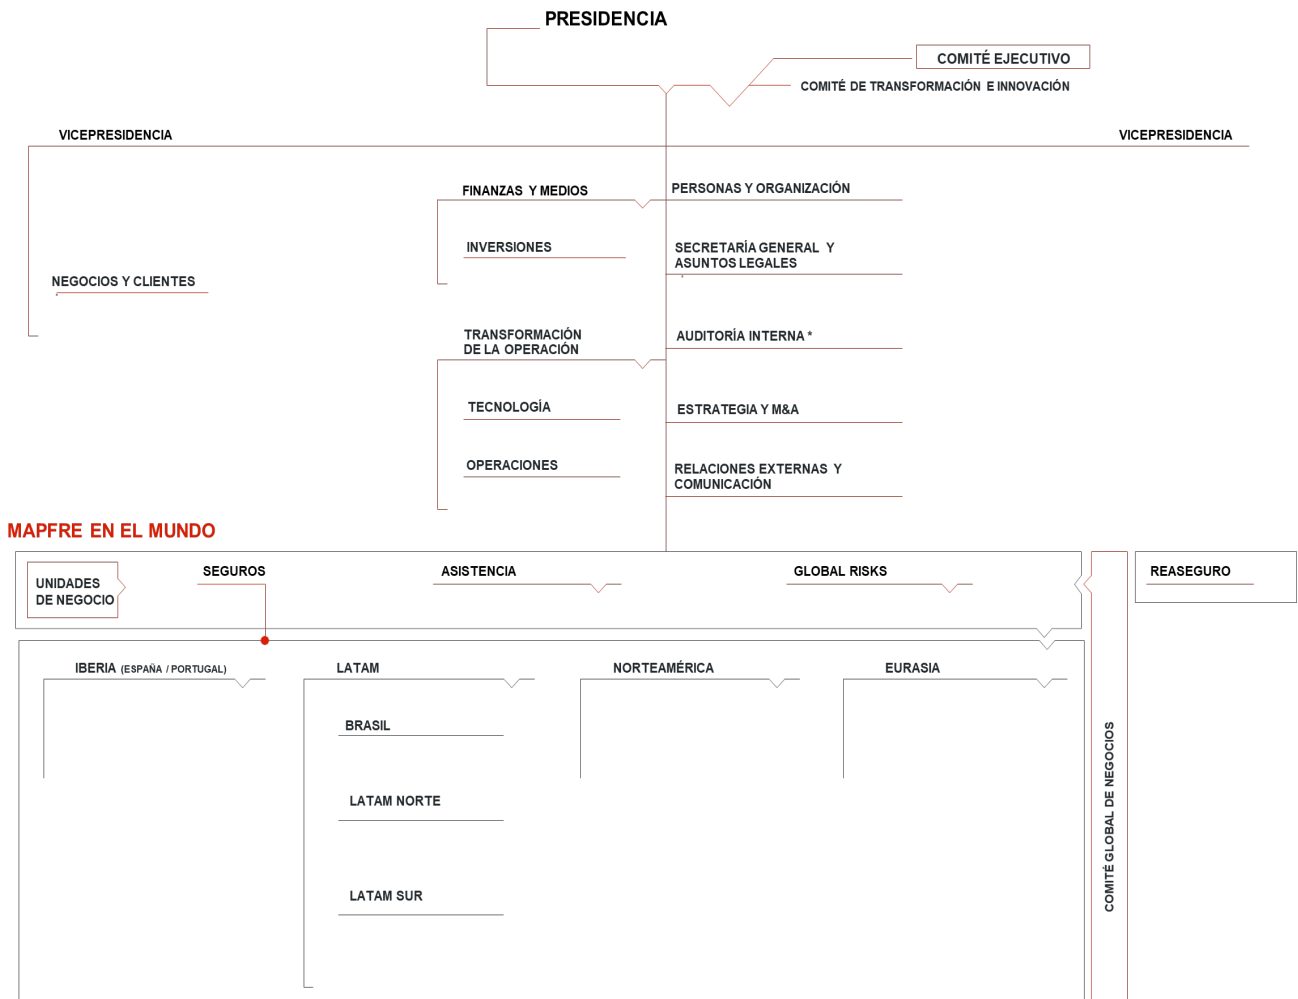 PRESIDENCIA
COMITÉ EJECUTIVO
COMITÉ DE TRANSFORMACIÓN E INNOVACIÓN
VICEPRESIDENCIA
VICEPRESIDENCIA
FINANZAS Y MEDIOS
PERSONAS Y ORGANIZACIÓN
INVERSIONES
SECRETARÍA GENERAL Y
ASUNTOS LEGALES
NEGOCIOS Y CLIENTES
TRANSFORMACIÓN
DE LA OPERACIÓN
AUDITORÍA INTERNA *
TECNOLOGÍA
ESTRATEGIA Y M&A
OPERACIONES
RELACIONES EXTERNAS Y
COMUNICACIÓN
MAPFRE EN EL MUNDO
UNIDADES
DE NEGOCIO
SEGUROS
ASISTENCIA
GLOBAL RISKS
REASEGURO
IBERIA (ESPAÑA / PORTUGAL)
LATAM
NORTEAMÉRICA
EURASIA
BRASIL
LATAM NORTE
LATAM SUR
COMITÉ GLOBAL DE NEGOCIOS